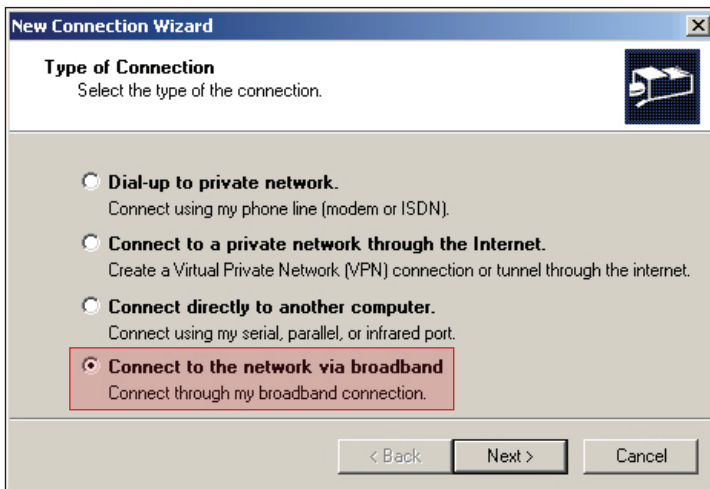 New Connection Wizard
Type of Connection
Select the type of the connection.
Dial-up to private network.
Connect using my phone line (modem or ISDN).
Connect to a private network through the Internet.
Create a Virtual Private Network (VPN) connection or tunnel through the internet.
Connect directly to another computer.
Connect using my serial, parallel, or infrared port.
Connect to the network via broadband
Connect through my broadband connection.
< Back Next > Cancel